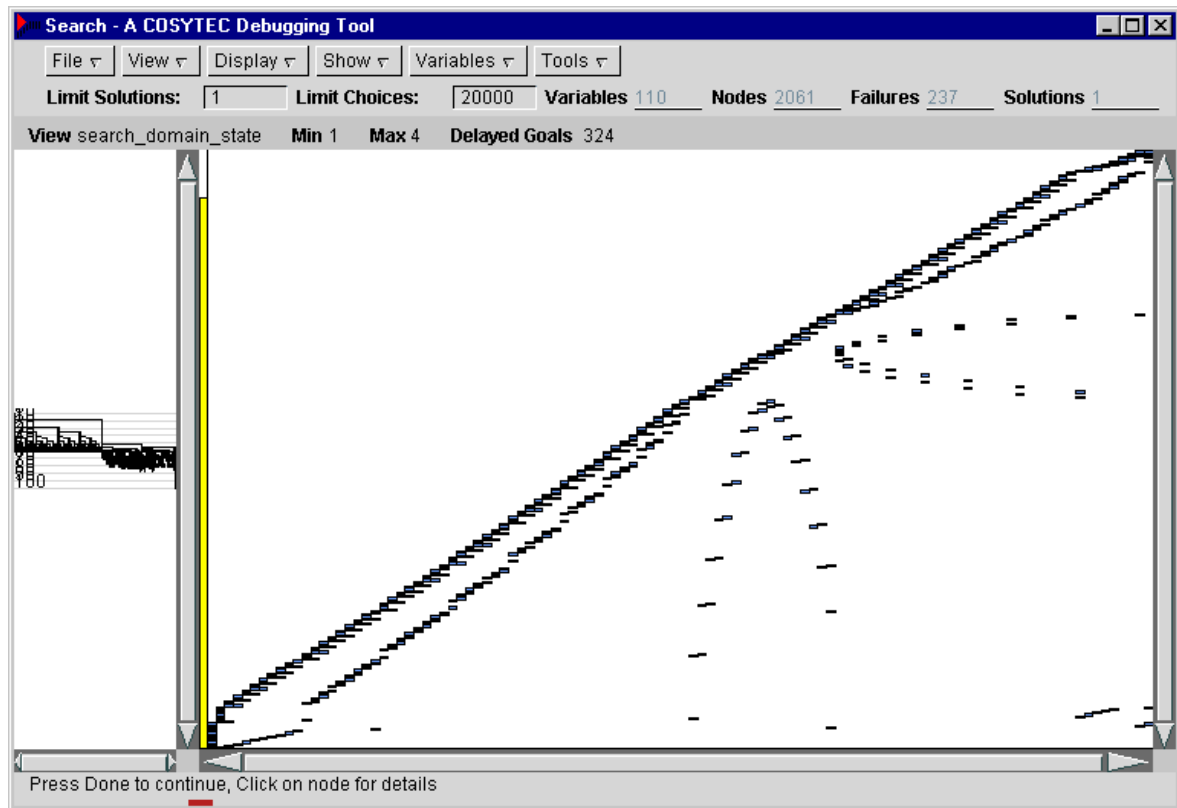 Search - A COSYTEC Debugging Tool
File View Display Show Variables Tools
Limit Solutions: 1 Limit Choices: 20000 Variables 110 Nodes 2061 Failures 237 Solutions 1
View search_domain_state Min 1 Max 4 Delayed Goals 324
100
Press Done to continue, Click on node for details